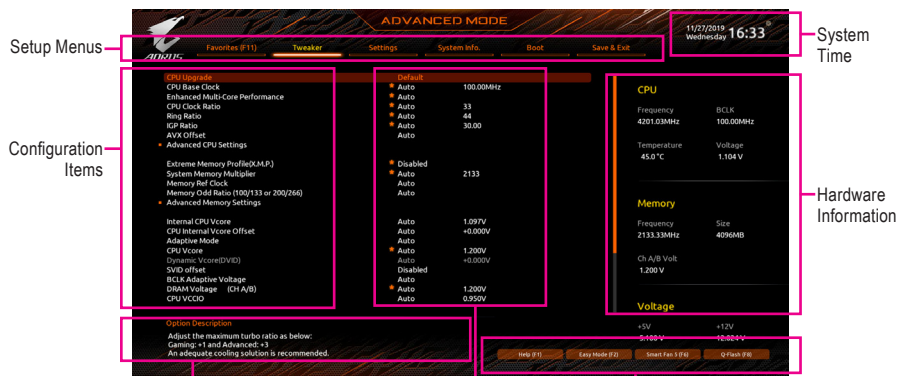 ADVANCED MODE
11/27/2019
Wednesday 16:33
System Time
Setup Menus
AORUS
Favorites (F11) Tweaker Settings System Info. Boot Save & Exit
Configuration Items
CPU Upgrade Default
CPU Base Clock Auto 100.00MHz
Enhanced Multi-Core Performance Auto
CPU Clock Ratio Auto 33
Ring Ratio Auto 44
IGP Ratio Auto 30.00
AVX Offset Auto
Advanced CPU Settings
Extreme Memory Profile(X.M.P.) Disabled
System Memory Multiplier Auto 2133
Memory Ref Clock Auto
Memory Odd Ratio (100/133 or 200/266) Auto
Advanced Memory Settings
Internal CPU Vcore Auto 1.097V
CPU Internal Vcore Offset Auto +0.000V
Adaptive Mode Auto
CPU Vcore Auto 1.200V
Dynamic Vcore(DVID) Auto +0.000V
SVID offset Disabled
BCLK Adaptive Voltage Auto
DRAM Voltage (CH A/B) Auto 1.200V
CPU VCCIO Auto 0.950V
CPU
Frequency BCLK
4201.03MHz 100.00MHz
Temperature Voltage
45.0 °C 1.104 V
Memory
Frequency Size
2133.33MHz 4096MB
Ch A/B Volt
1.200 V
Voltage
+5V +12V
5.100 V 12.024 V
Hardware Information
Option Description
Adjust the maximum turbo ratio as below:
Gaming: +1 and Advanced: +3
An adequate cooling solution is recommended.
Help (F1) Easy Mode (F2) Smart Fan 5 (F6) Q-Flash (F8)